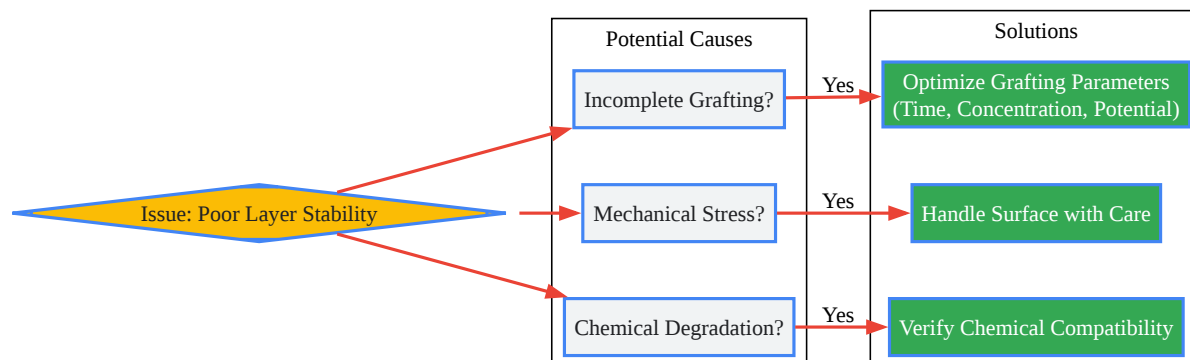 Potential Causes
Solutions
Incomplete Grafting?
Yes
Optimize Grafting Parameters
(Time, Concentration, Potential)
Issue: Poor Layer Stability
Mechanical Stress?
Yes
Handle Surface with Care
Chemical Degradation?
Yes
Verify Chemical Compatibility